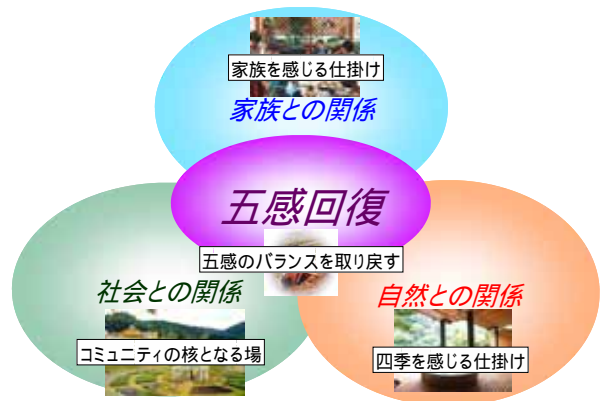 家族を感じる仕掛け
家族との関係
五感回復
五感のバランスを取り戻す
社会との関係
自然との関係
コミュニティの核となる場
四季を感じる仕掛け